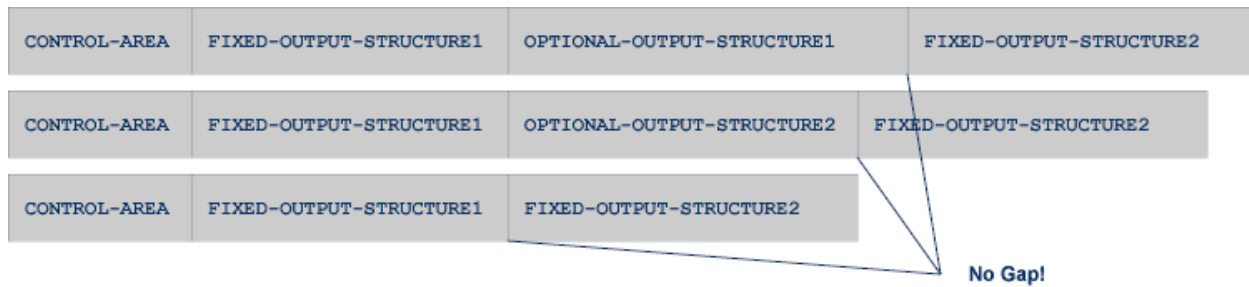 CONTROL-AREA FIXED-OUTPUT-STRUCTURE1 OPTIONAL-OUTPUT-STRUCTURE1 FIXED-OUTPUT-STRUCTURE2
CONTROL-AREA FIXED-OUTPUT-STRUCTURE1 OPTIONAL-OUTPUT-STRUCTURE2 FIXED-OUTPUT-STRUCTURE2
CONTROL-AREA FIXED-OUTPUT-STRUCTURE1 FIXED-OUTPUT-STRUCTURE2
No Gap!